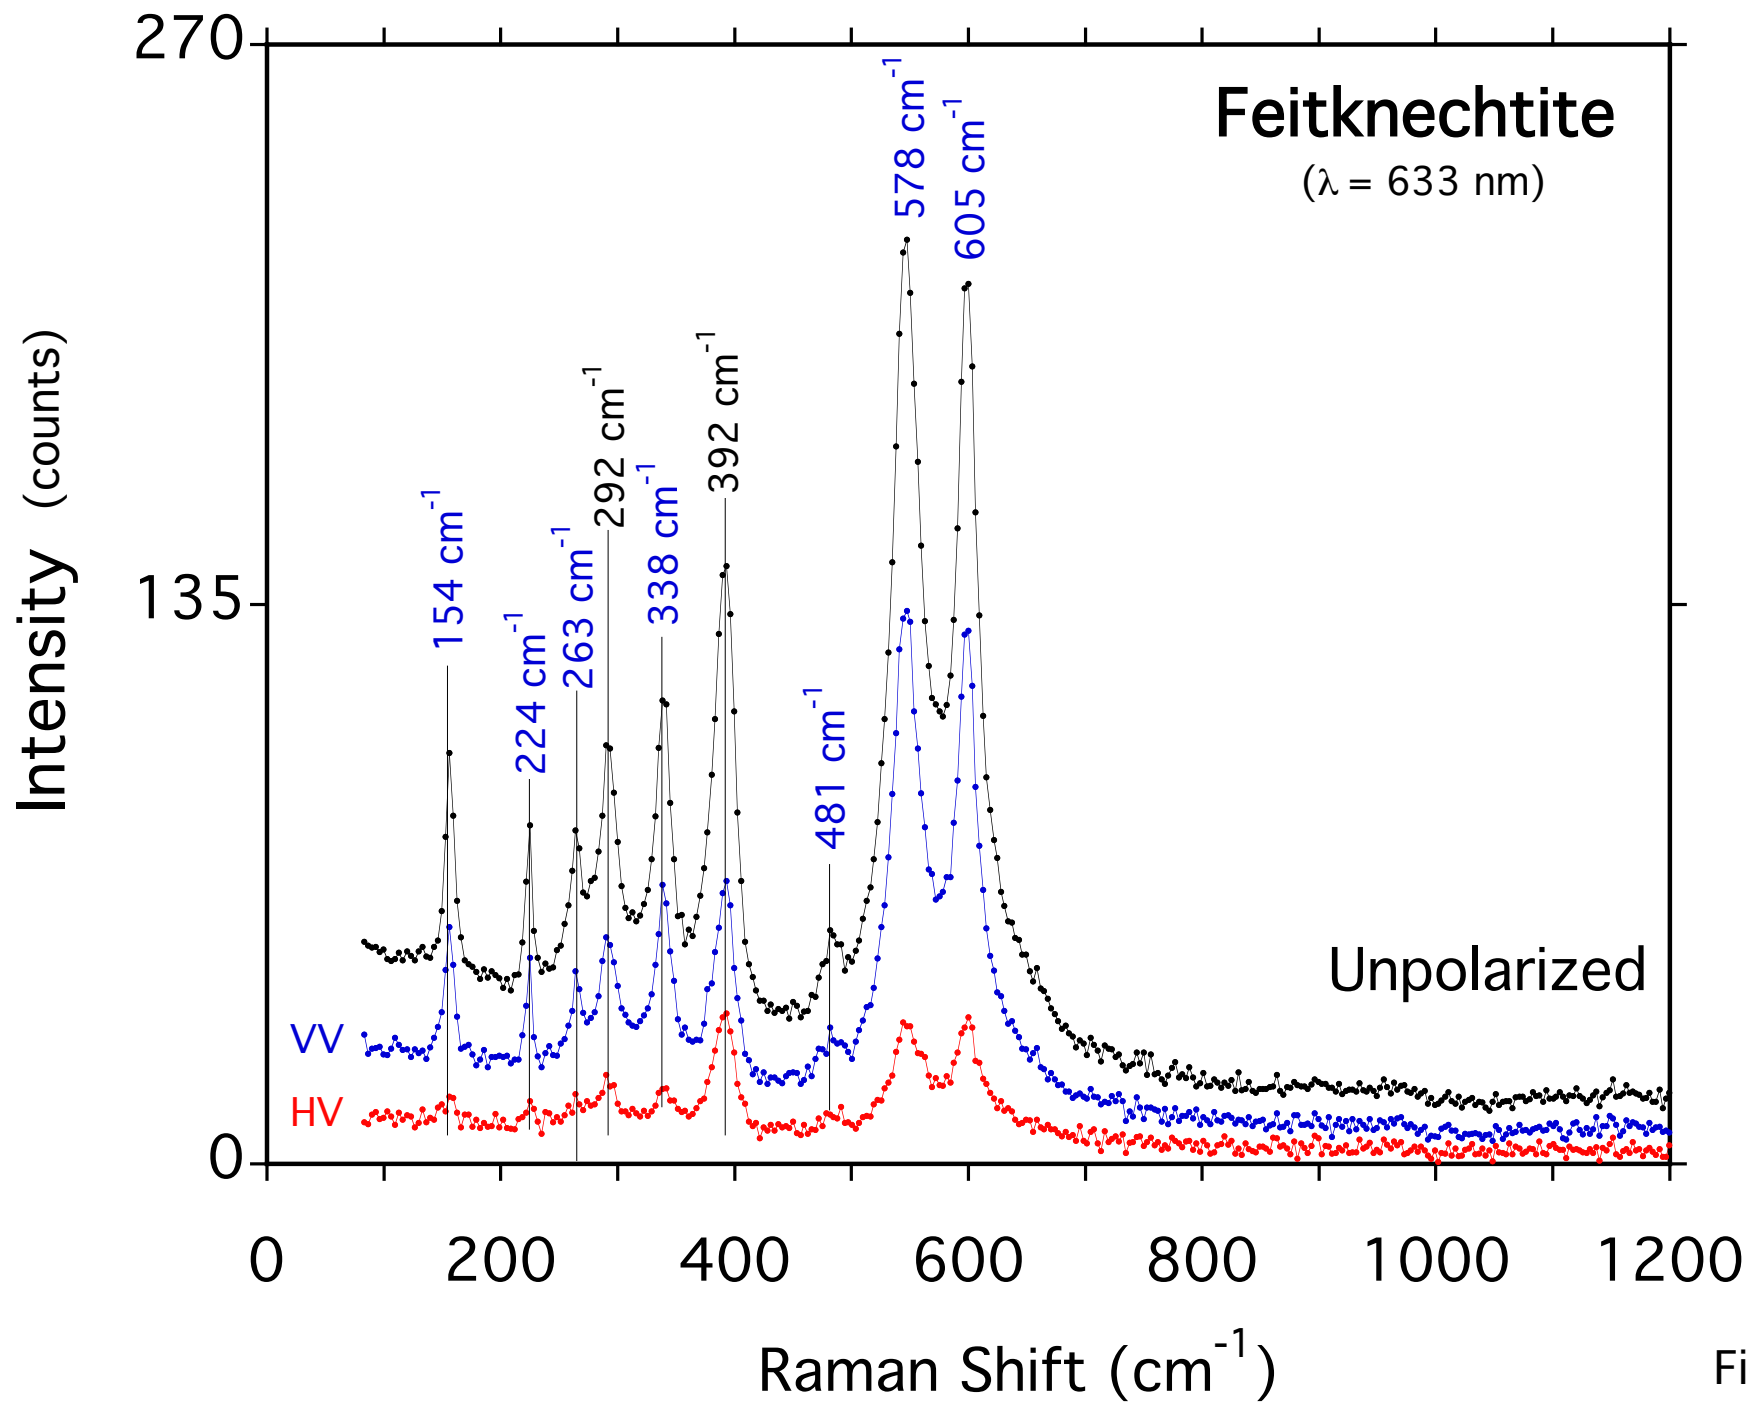 270
135
0
Intensity (counts)
Feitknechtite
(λ = 633 nm)
154 cm⁻¹
224 cm⁻¹
263 cm⁻¹
292 cm⁻¹
338 cm⁻¹
392 cm⁻¹
481 cm⁻¹
578 cm⁻¹
605 cm⁻¹
Unpolarized
VV
HV
0 200 400 600 800 1000 1200
Raman Shift (cm⁻¹)
Fi